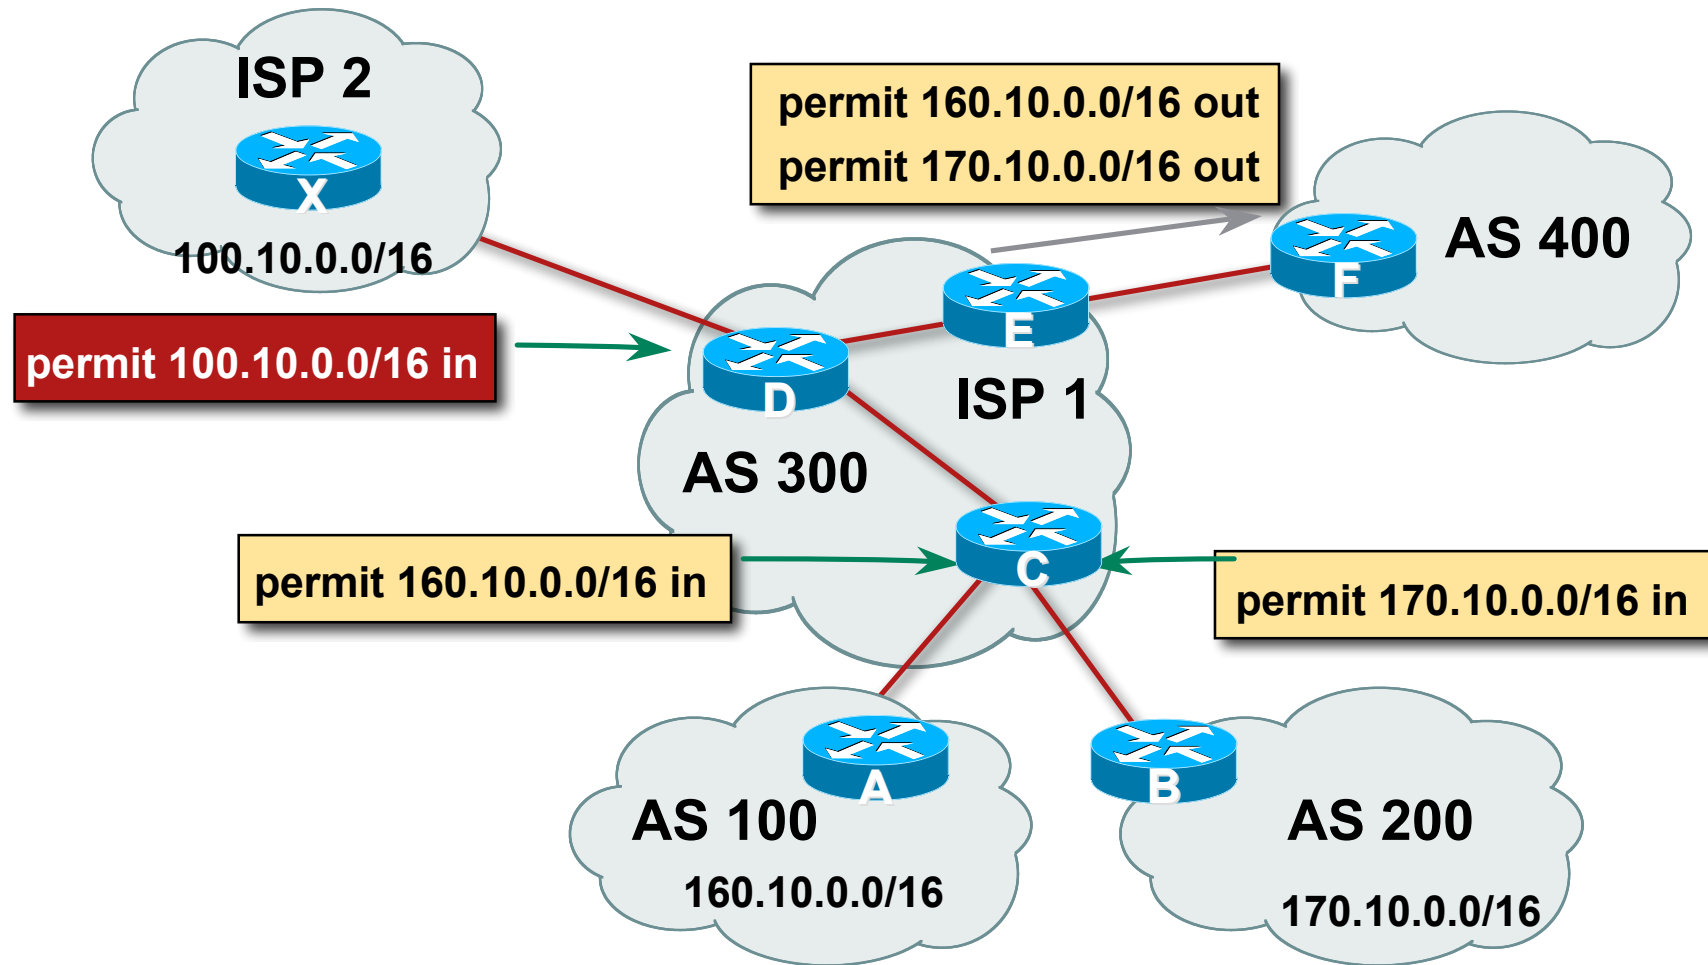 ISP 2
X
100.10.0.0/16
permit 160.10.0.0/16 out
permit 170.10.0.0/16 out
F
AS 400
E
permit 100.10.0.0/16 in
D
ISP 1
AS 300
permit 160.10.0.0/16 in
C
permit 170.10.0.0/16 in
A
AS 100
160.10.0.0/16
B
AS 200
170.10.0.0/16